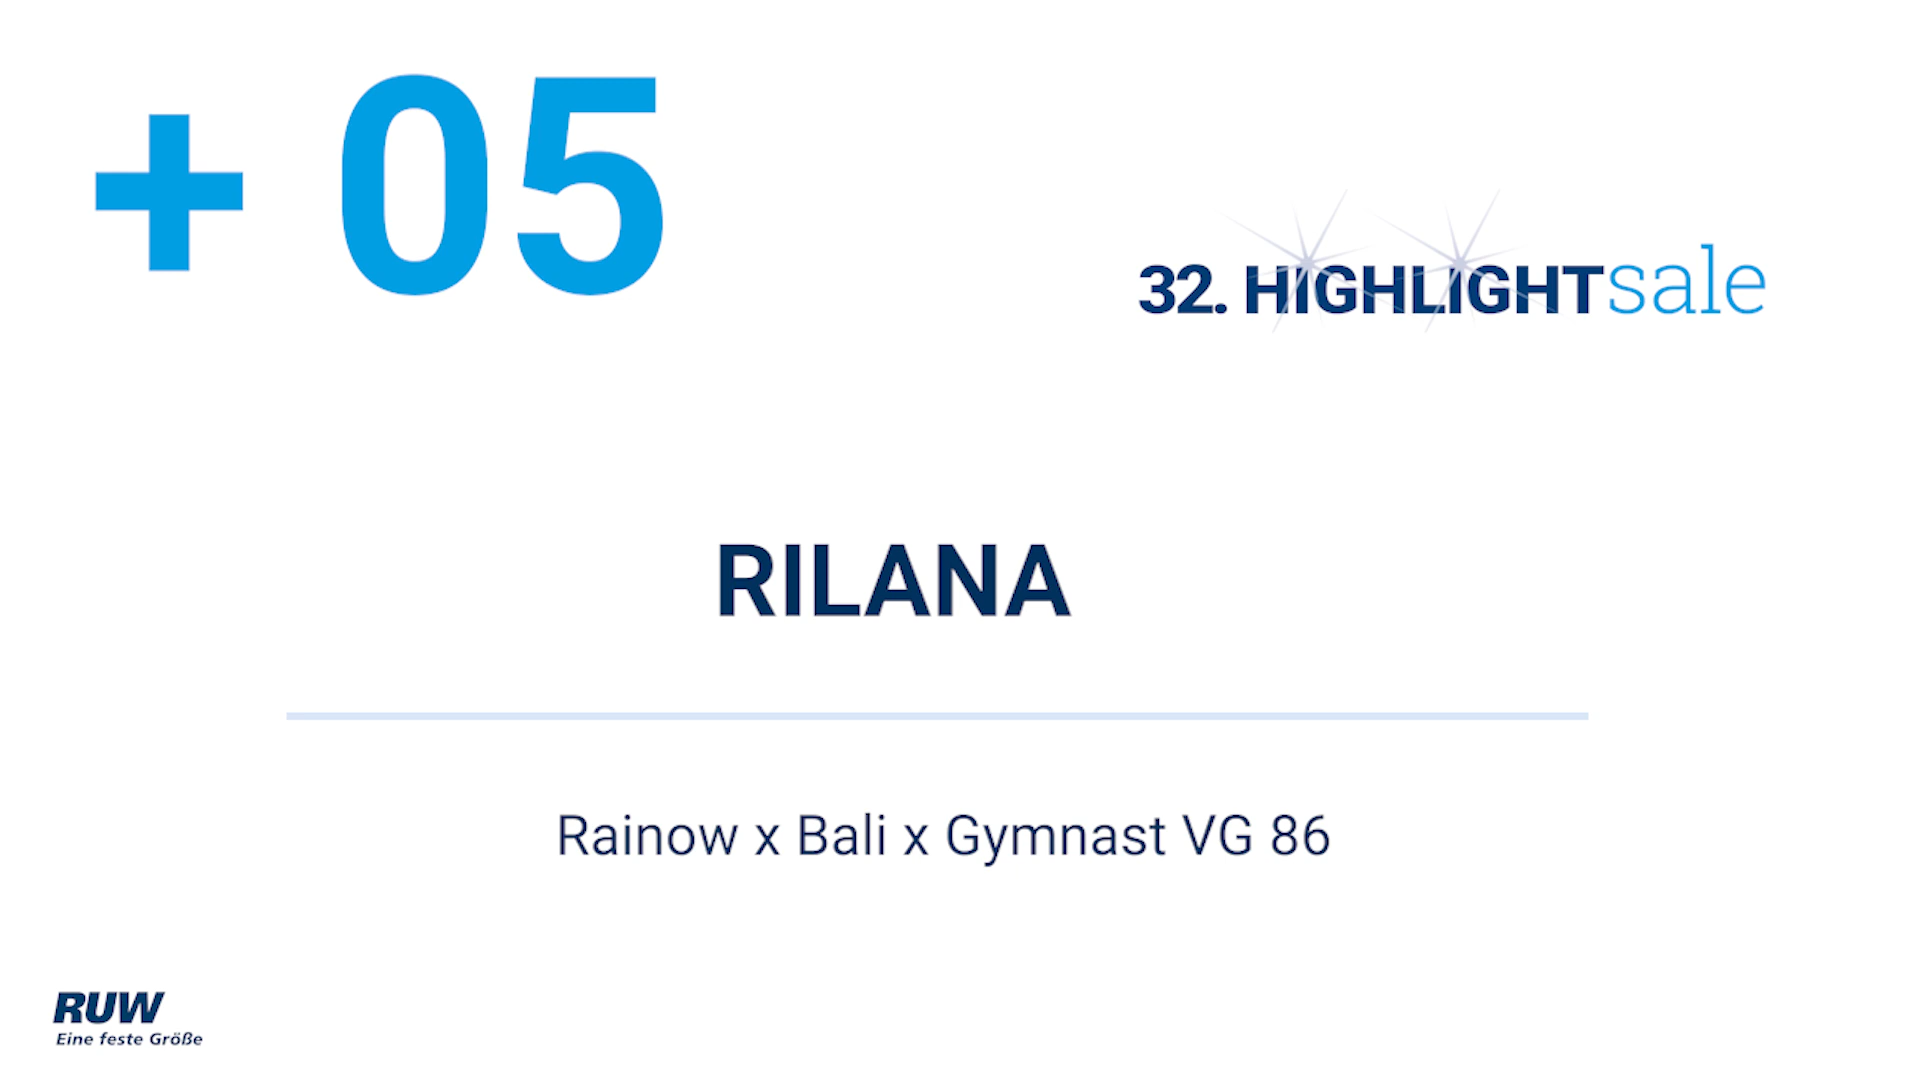 + 05
32. HIGHLIGHTsale
RILANA
Rainow x Bali x Gymnast VG 86
RUW
Eine feste Größe